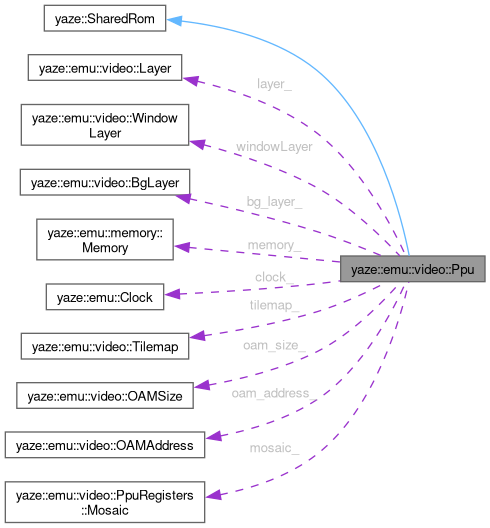 yaze::SharedRom
yaze::emu::video::Layer
layer_
yaze::emu::video::Window
Layer
windowLayer
yaze::emu::video::BgLayer
bg_layer_
yaze::emu::memory::
Memory
memory_
yaze::emu::video::Ppu
yaze::emu::Clock
clock_
yaze::emu::video::Tilemap
tilemap_
yaze::emu::video::OAMSize
oam_size_
yaze::emu::video::OAMAddress
oam_address_
yaze::emu::video::PpuRegisters
::Mosaic
mosaic_